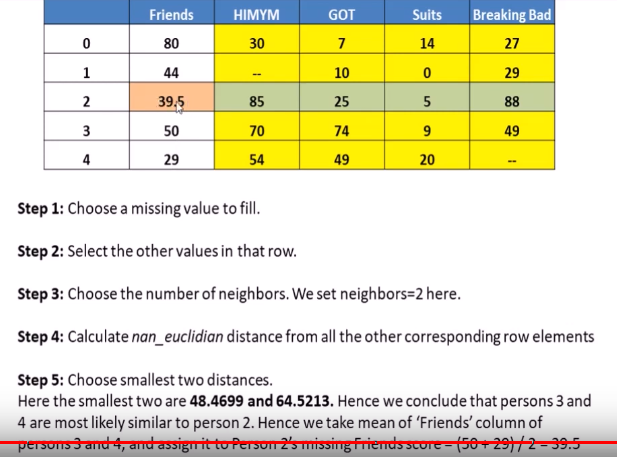 Friends HIMYM GOT Suits Breaking Bad
0 80 30 7 14 27
1 44 -- 10 0 29
2 39.5 85 25 5 88
3 50 70 74 9 49
4 29 54 49 20 --
Step 1: Choose a missing value to fill.
Step 2: Select the other values in that row.
Step 3: Choose the number of neighbors. We set neighbors=2 here.
Step 4: Calculate nan_euclidian distance from all the other corresponding row elements
Step 5: Choose smallest two distances.
Here the smallest two are 48.4699 and 64.5213. Hence we conclude that persons 3 and
4 are most likely similar to person 2. Hence we take mean of ‘Friends’ column of
persons 3 and 4, and assign it to Person 2’s missing Friends score = (50 + 29) / 2 = 39.5